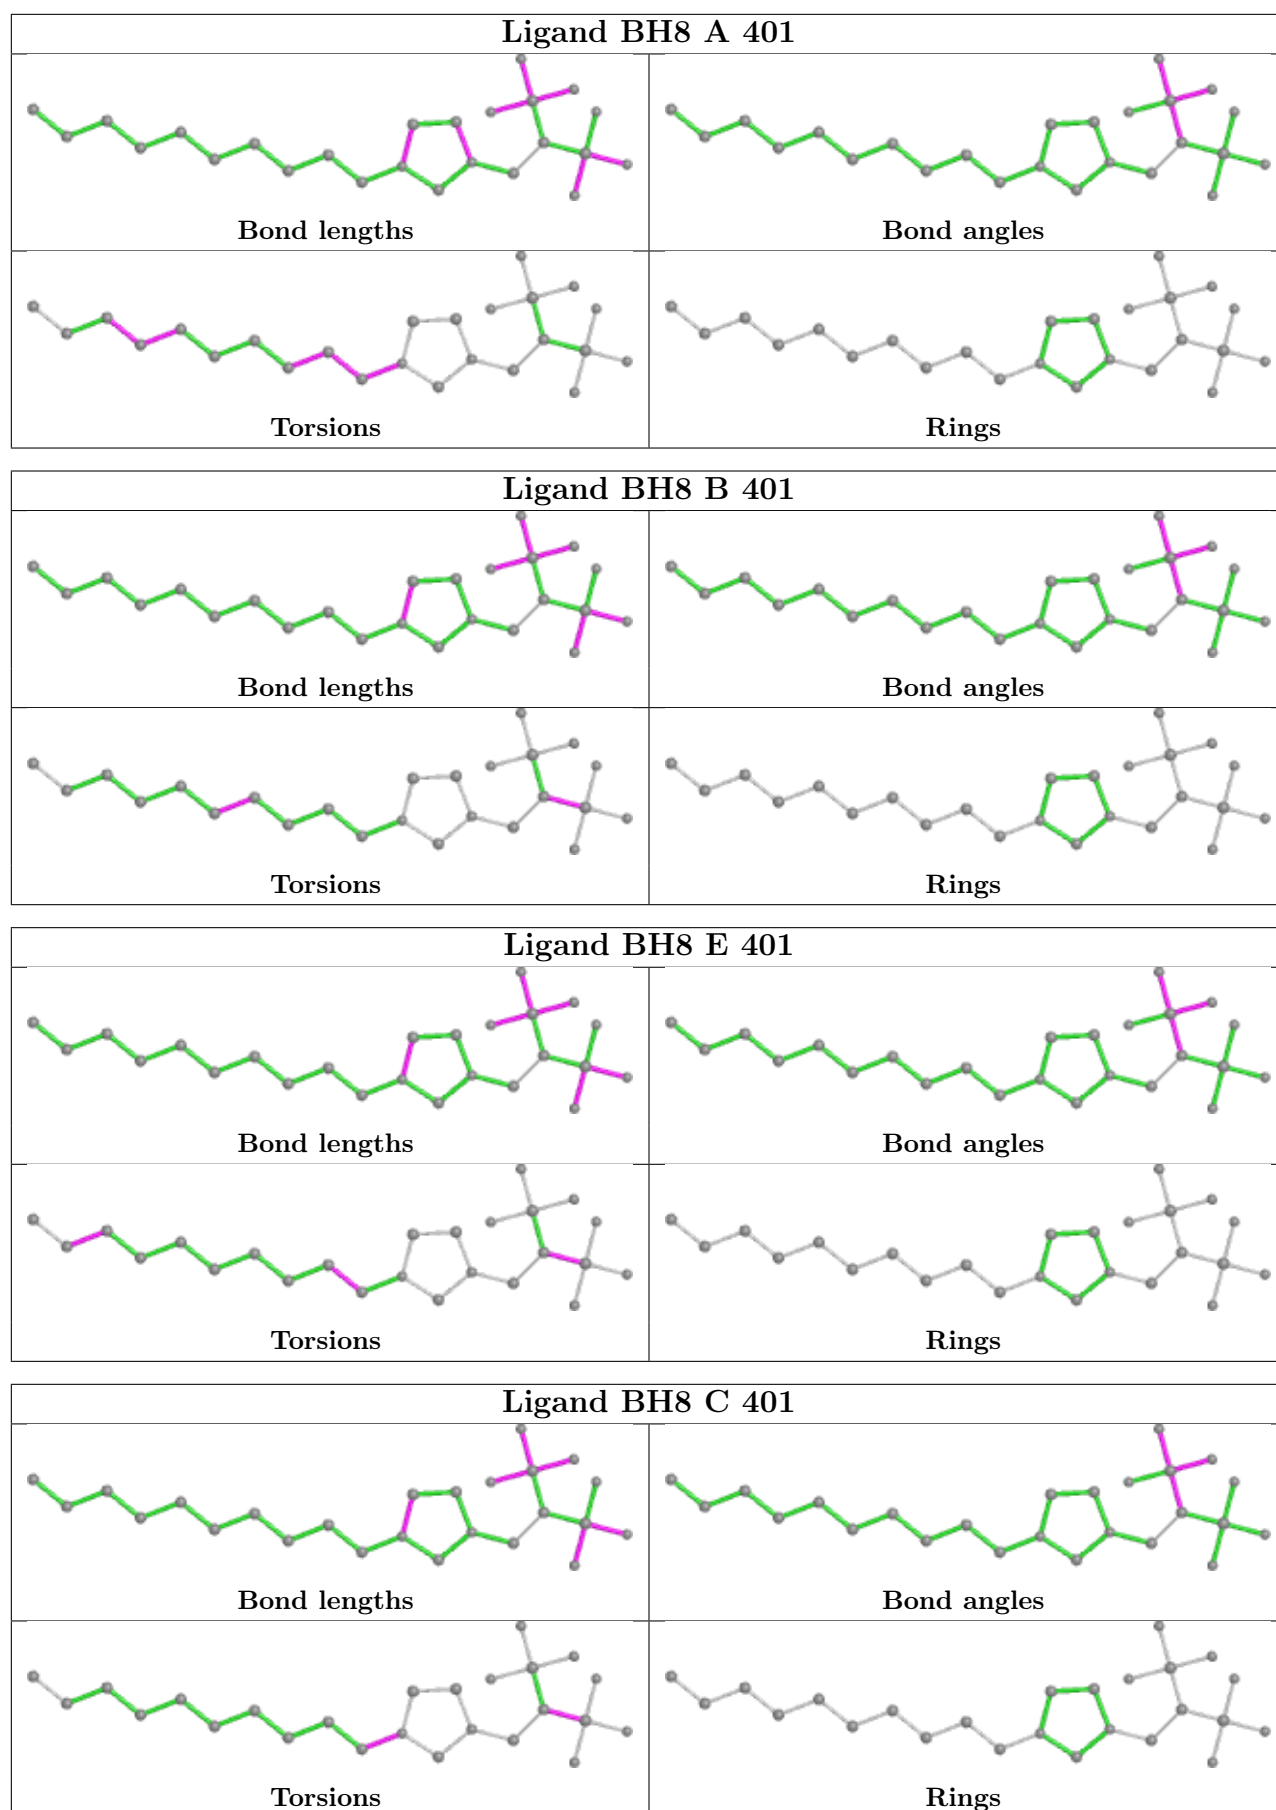 Ligand BH8 A 401
Bond lengths
Bond angles
Torsions
Rings
Ligand BH8 B 401
Bond lengths
Bond angles
Torsions
Rings
Ligand BH8 E 401
Bond lengths
Bond angles
Torsions
Rings
Ligand BH8 C 401
Bond lengths
Bond angles
Torsions
Rings